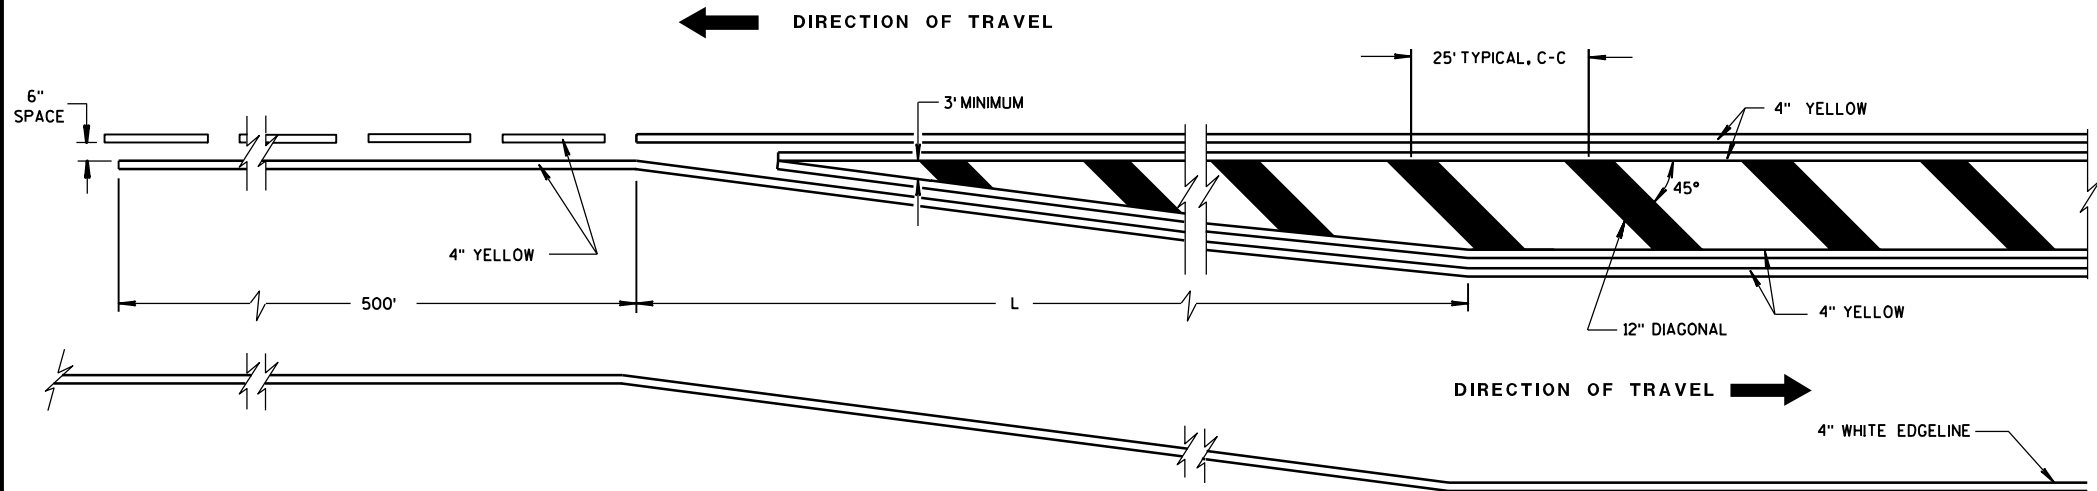 DIRECTION OF TRAVEL
25' TYPICAL, C-C
6"
SPACE
3' MINIMUM
4" YELLOW
45°
4" YELLOW
500'
L
4" YELLOW
12" DIAGONAL
DIRECTION OF TRAVEL
4" WHITE EDGELINE